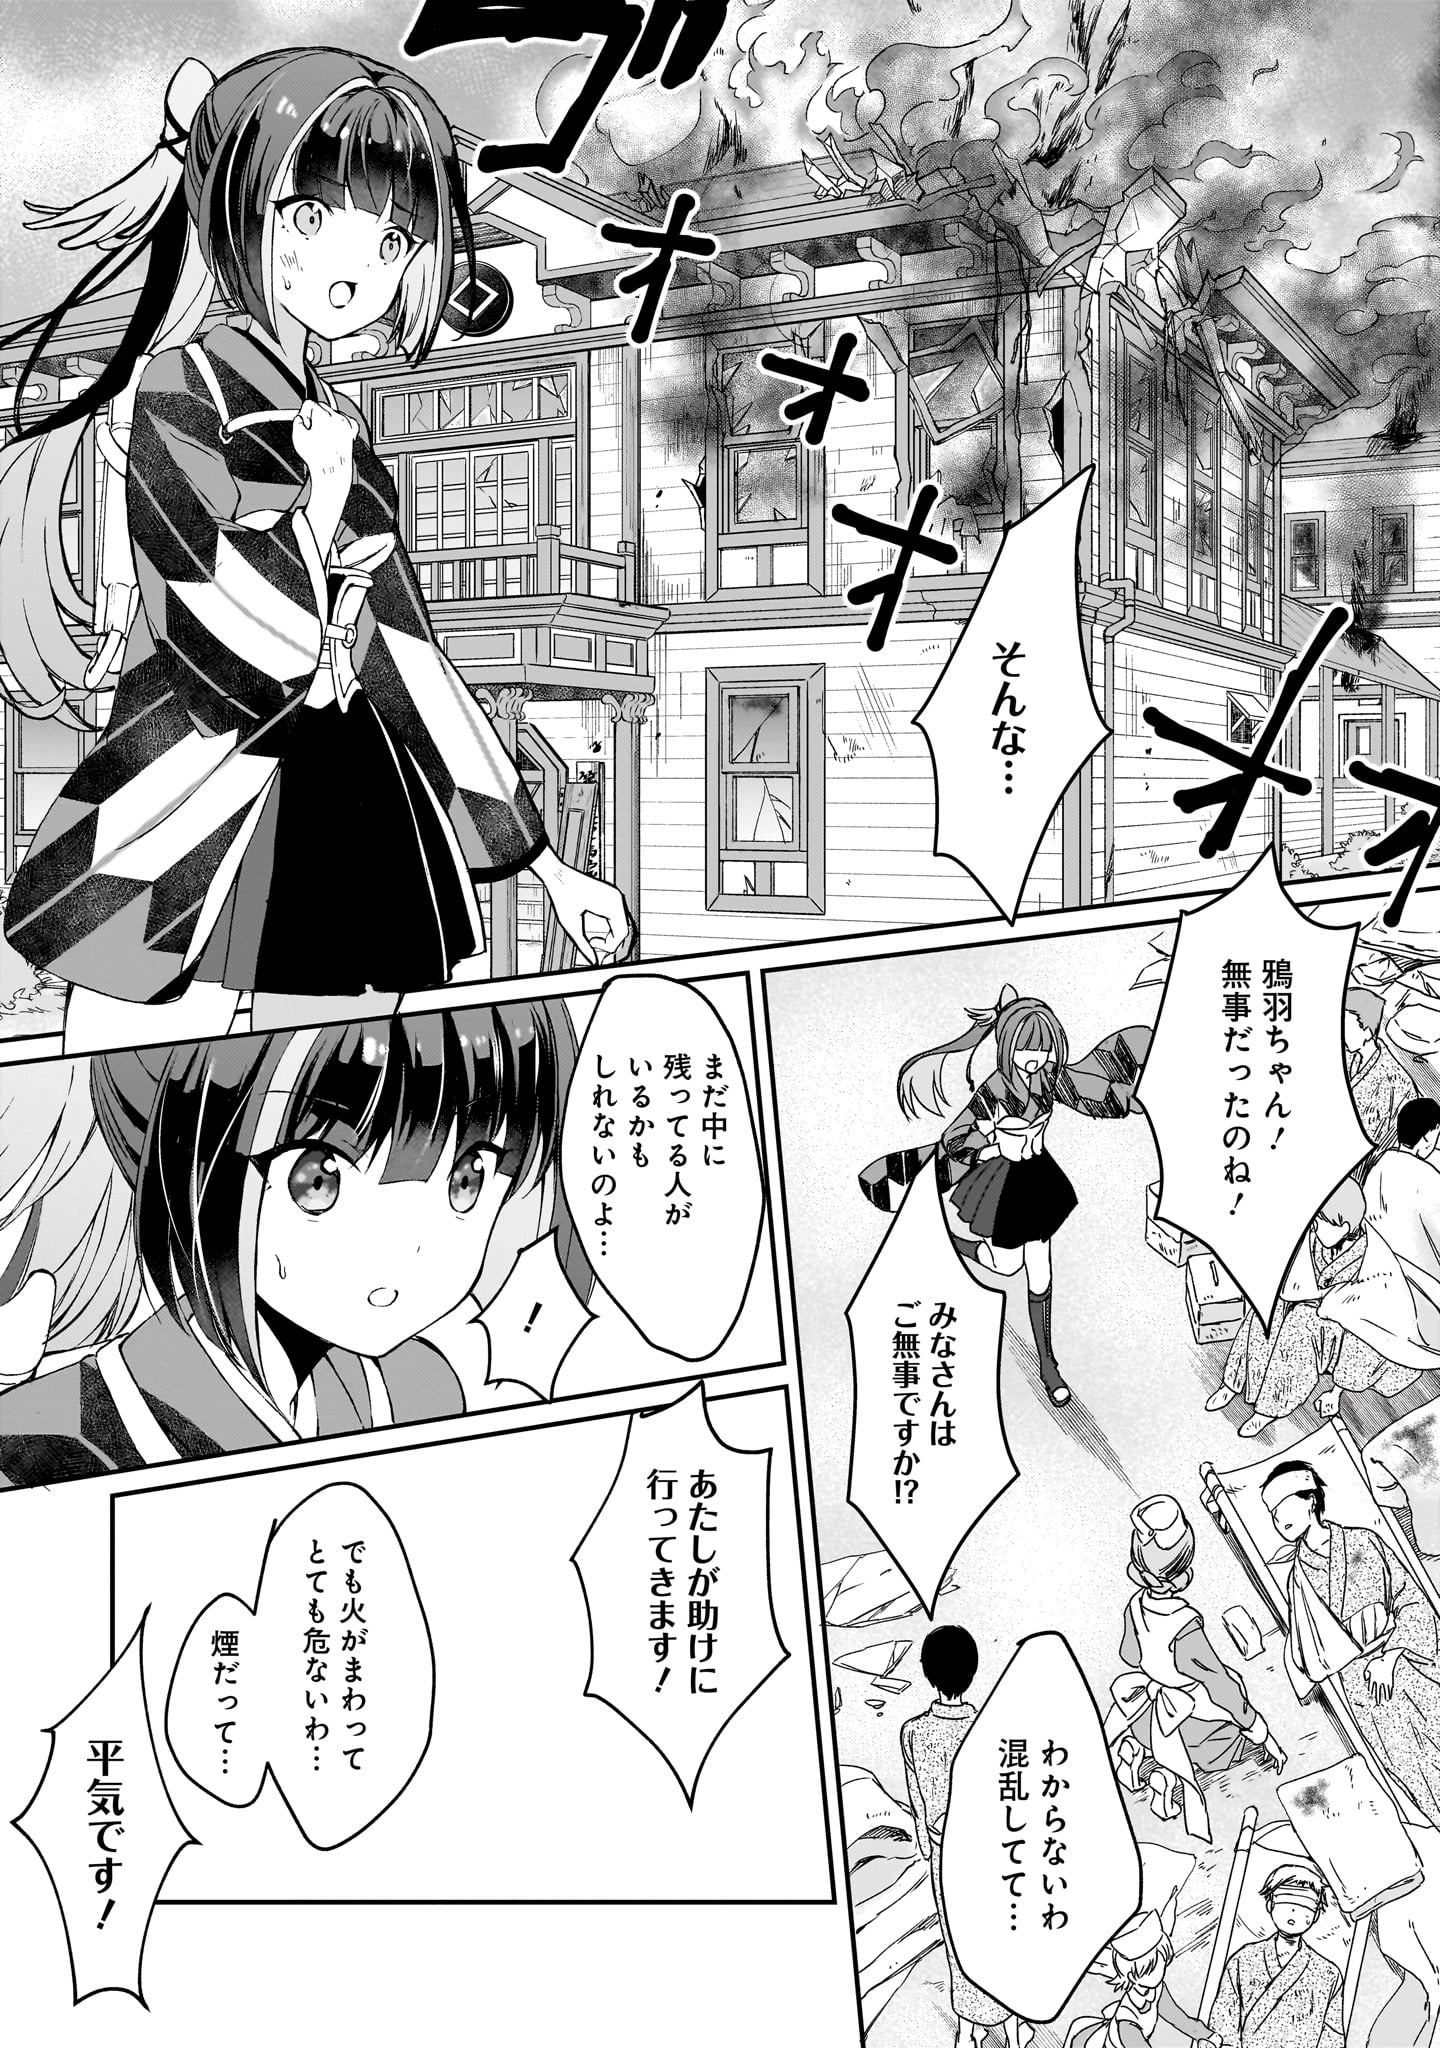 ゴオオオオオオ
そんな…
鴉羽ちゃん！
無事だったのね！
みなさんは
ご無事ですか!?
わからないわ
混乱してて…
まだ中に
残ってる人が
いるかも
しれないのよ…
！
あたしが助けに
行ってきます！
でも火がまわって
とても危ないわ…
煙だって…
平気です！